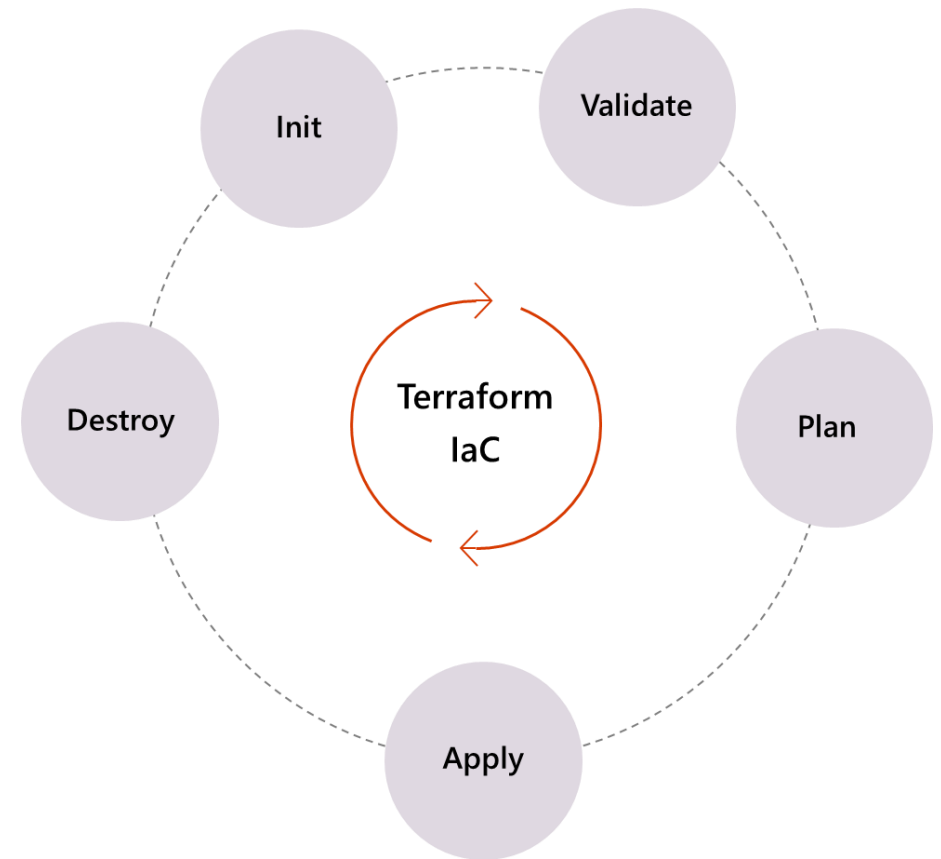 Init
Validate
Plan
Apply
Destroy
Terraform
IaC